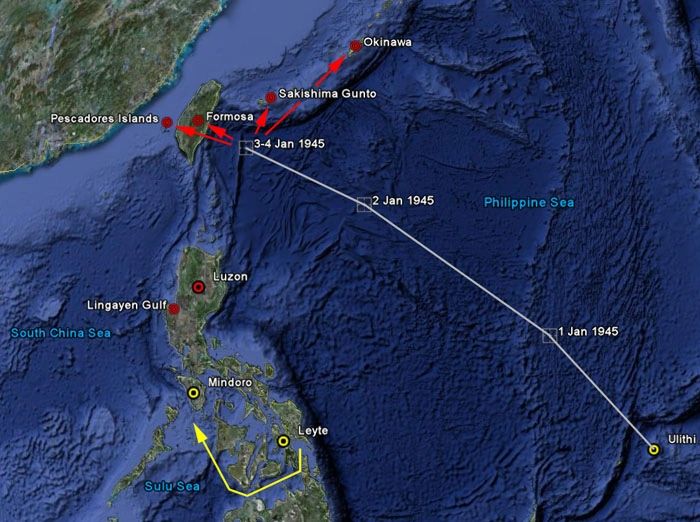 Okinawa
Sakishima Gunto
Pescadores Islands
Formosa
3-4 Jan 1945
2 Jan 1945
Philippine Sea
Luzon
Lingayen Gulf
South China Sea
1 Jan 1945
Mindoro
Leyte
Ulithi
Sulu Sea